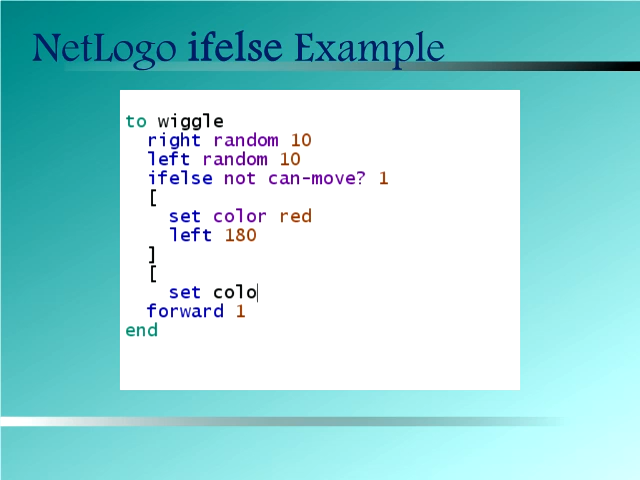 NetLogo ifelse Example
to wiggle
  right random 10
  left random 10
  ifelse not can-move? 1
  [
    set color red
    left 180
  ]
  [
    set colo
  forward 1
end